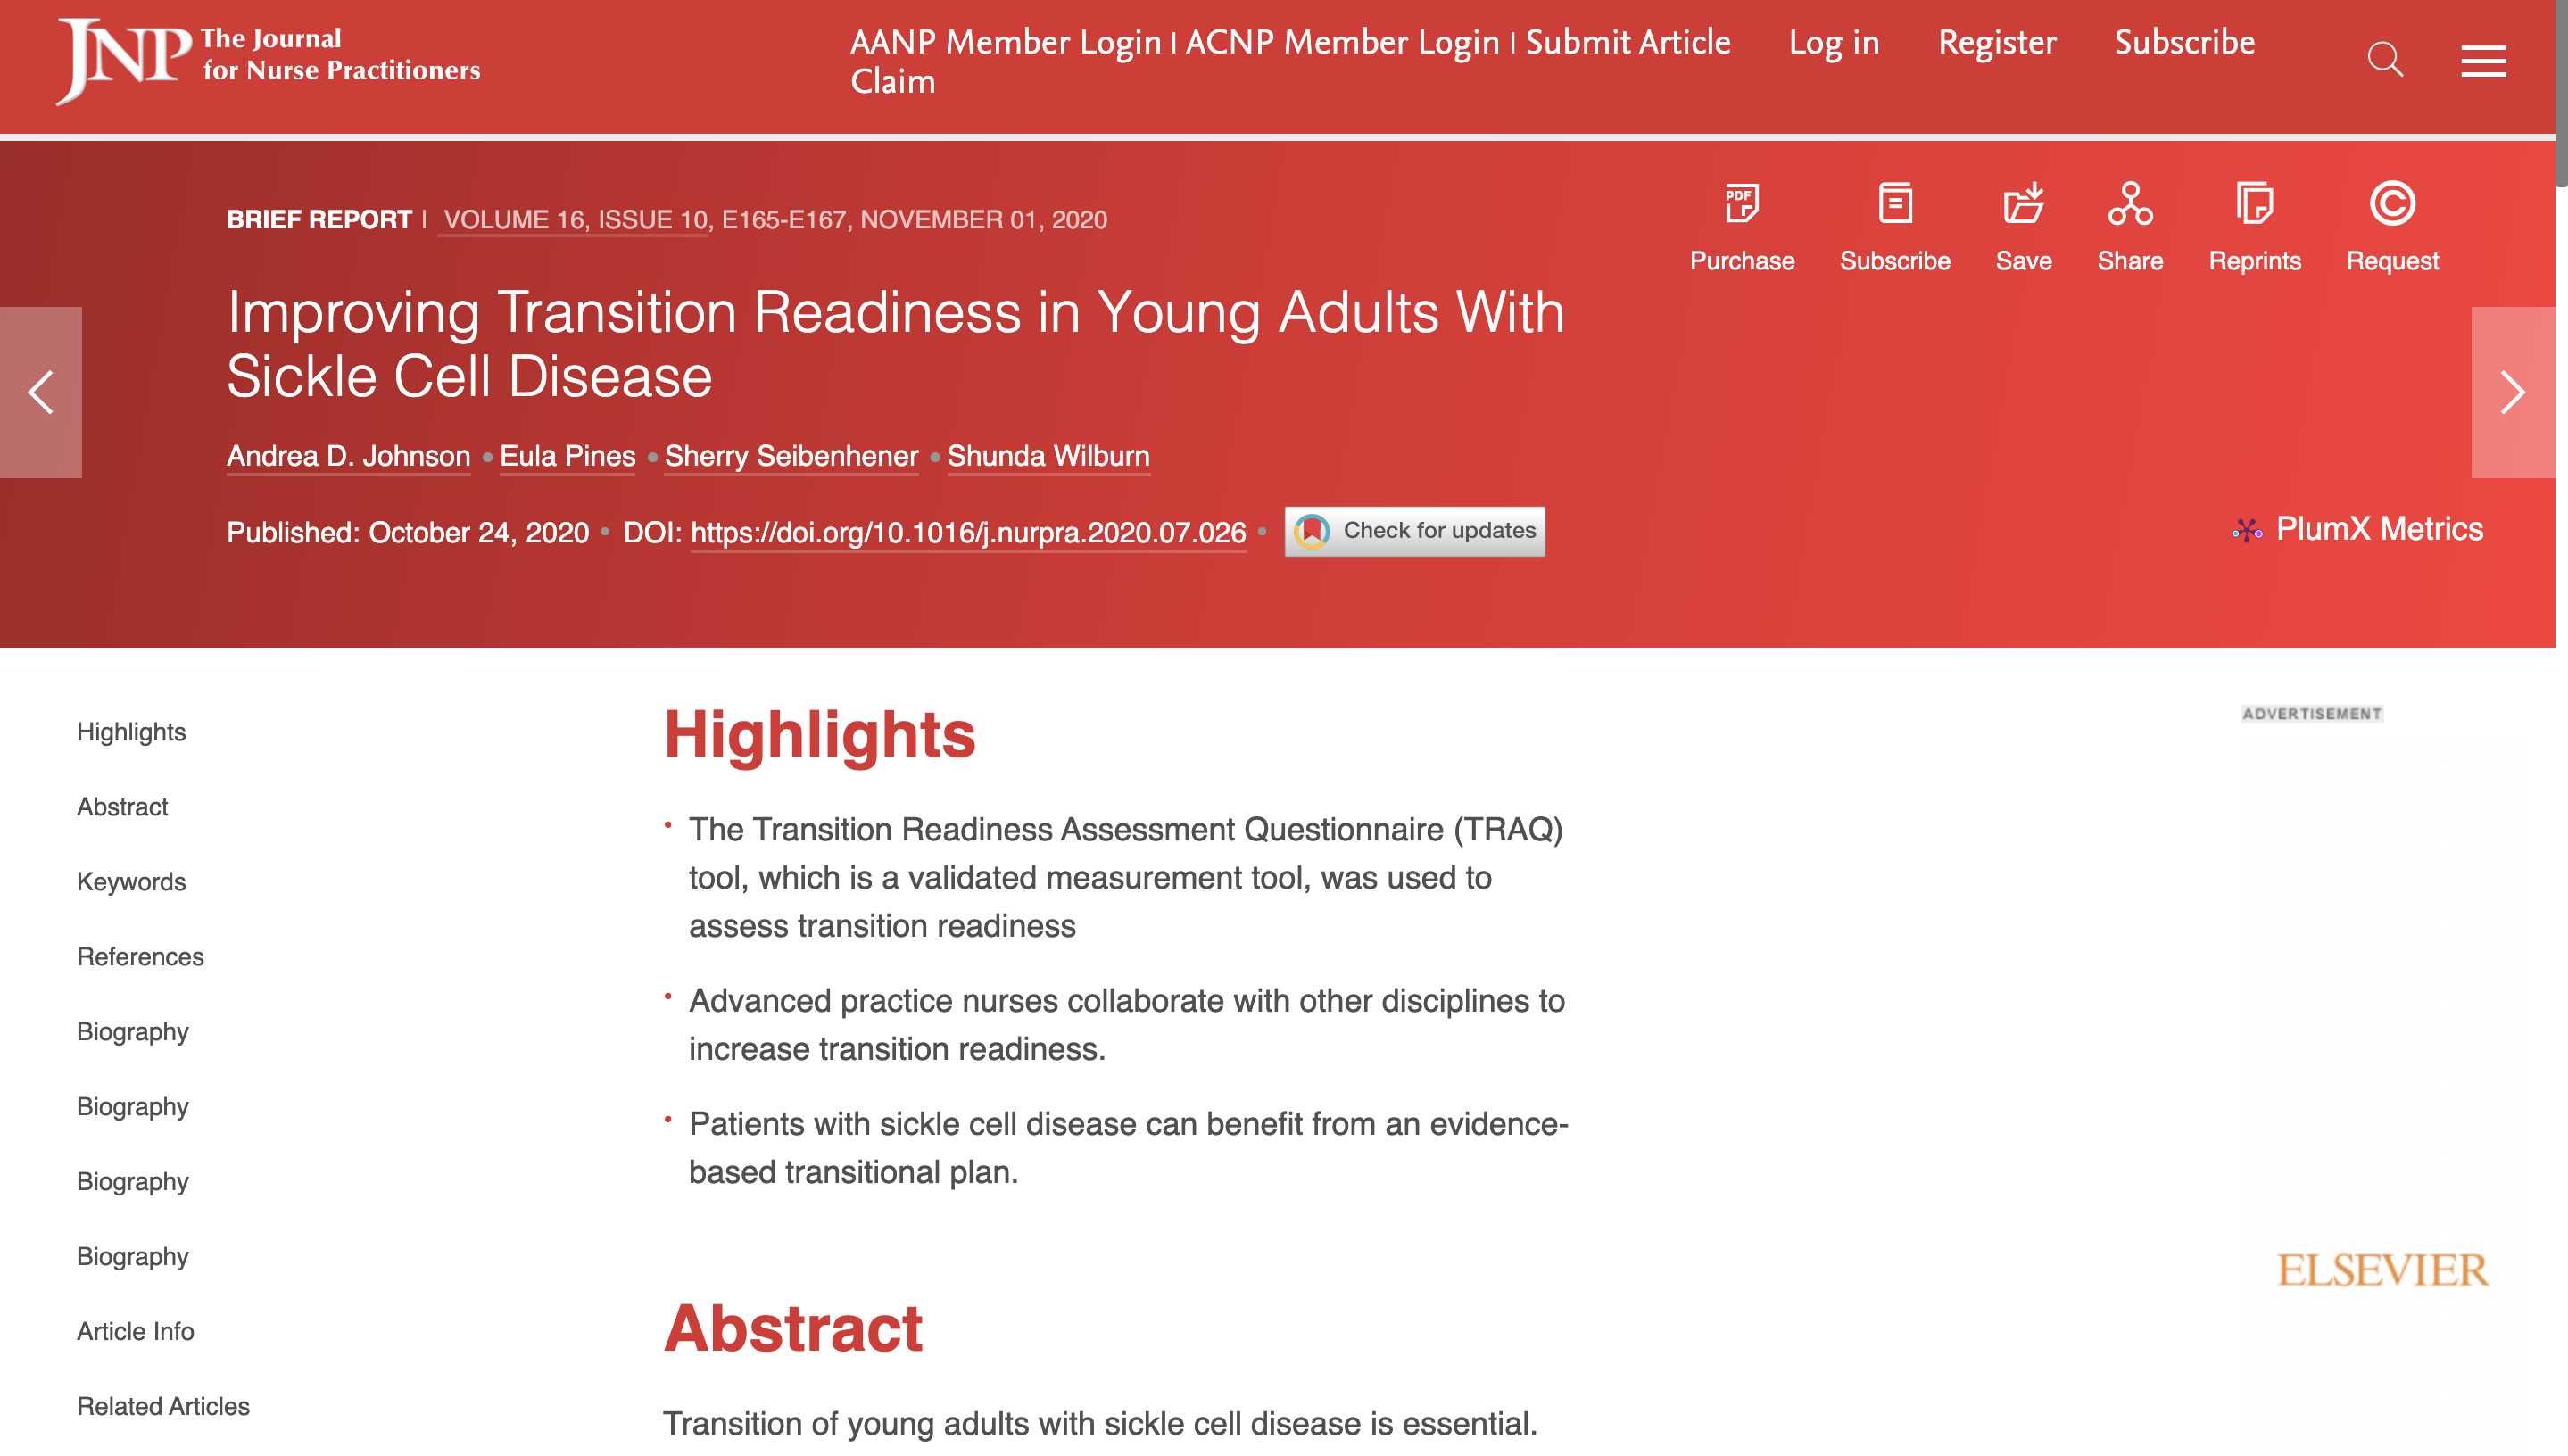 JNP The Journal
for Nurse Practitioners
AANP Member Login | ACNP Member Login | Submit Article
Claim
Log in
Register
Subscribe
BRIEF REPORT | VOLUME 16, ISSUE 10, E165-E167, NOVEMBER 01, 2020
PDF
Purchase
Subscribe
Save
Share
Reprints
Request
Improving Transition Readiness in Young Adults With
Sickle Cell Disease
Andrea D. Johnson • Eula Pines • Sherry Seibenhener • Shunda Wilburn
Published: October 24, 2020 • DOI: https://doi.org/10.1016/j.nurpra.2020.07.026 •
Check for updates
PlumX Metrics
Highlights
Abstract
Keywords
References
Biography
Biography
Biography
Biography
Article Info
Related Articles
Highlights
• The Transition Readiness Assessment Questionnaire (TRAQ)
tool, which is a validated measurement tool, was used to
assess transition readiness
• Advanced practice nurses collaborate with other disciplines to
increase transition readiness.
• Patients with sickle cell disease can benefit from an evidence-
based transitional plan.
Abstract
Transition of young adults with sickle cell disease is essential.
ADVERTISEMENT
ELSEVIER